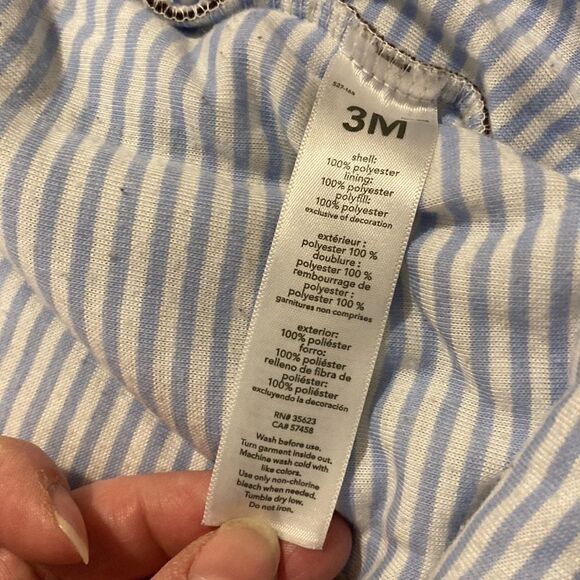 3M
shell:
100% polyester
lining:
100% polyester
polyfill:
100% polyester
exclusive of decoration
extérieur :
polyester 100 %
doublure :
polyester 100 %
rembourrage de
polyester :
polyester 100 %
garnitures non comprises
exterior:
100% poliéster
forro:
100% poliéster
relleno de fibra de
poliéster:
100% poliéster
excluyendo la decoración
RN# 35623
CA# 57458
Wash before use.
Turn garment inside out.
Machine wash cold with
like colors.
Use only non-chlorine
bleach when needed.
Tumble dry low.
Do not iron.